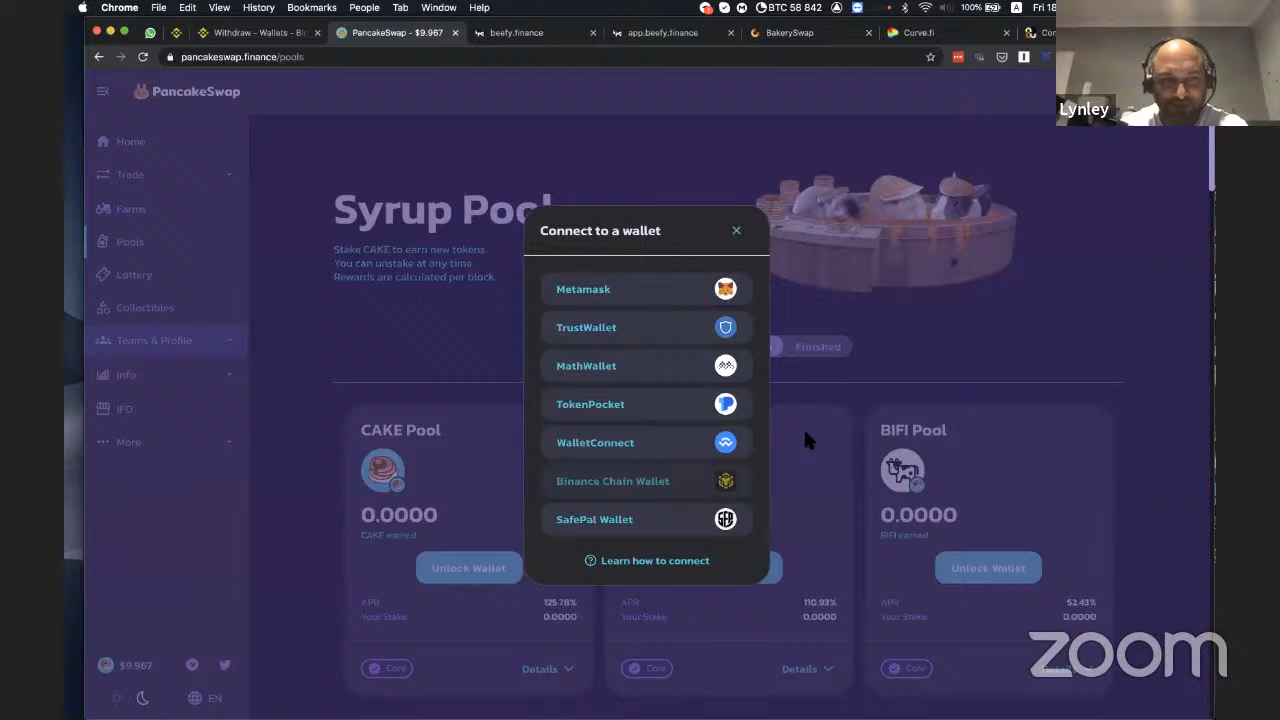 Chrome File Edit View History Bookmarks People Tab Window Help
BTC 58 842 100% A Fri 18
Withdraw - Wallets - Bi
PancakeSwap - $9.967
beefy.finance
app.beefy.finance
BakerySwap
Curve.fi
pancakeswap.finance/pools
Lynley
PancakeSwap
Home
Trade
Farms
Pools
Lottery
Collectibles
Teams & Profile
Info
IFO
More
$9.967
EN
Syrup Pool
Stake CAKE to earn new tokens.
You can unstake at any time
Rewards are calculated per block.
Finished
Connect to a wallet
Metamask
TrustWallet
MathWallet
TokenPocket
WalletConnect
Binance Chain Wallet
SafePal Wallet
Learn how to connect
CAKE Pool
0.0000
CAKE earned
Unlock Wallet
APR: 125.78%
Your Stake: 0.0000
Core Details
APR: 110.93%
Your Stake: 0.0000
Core Details
BIFI Pool
0.0000
BIFI earned
Unlock Wallet
APR: 52.43%
Your Stake: 0.0000
Core Details
zoom